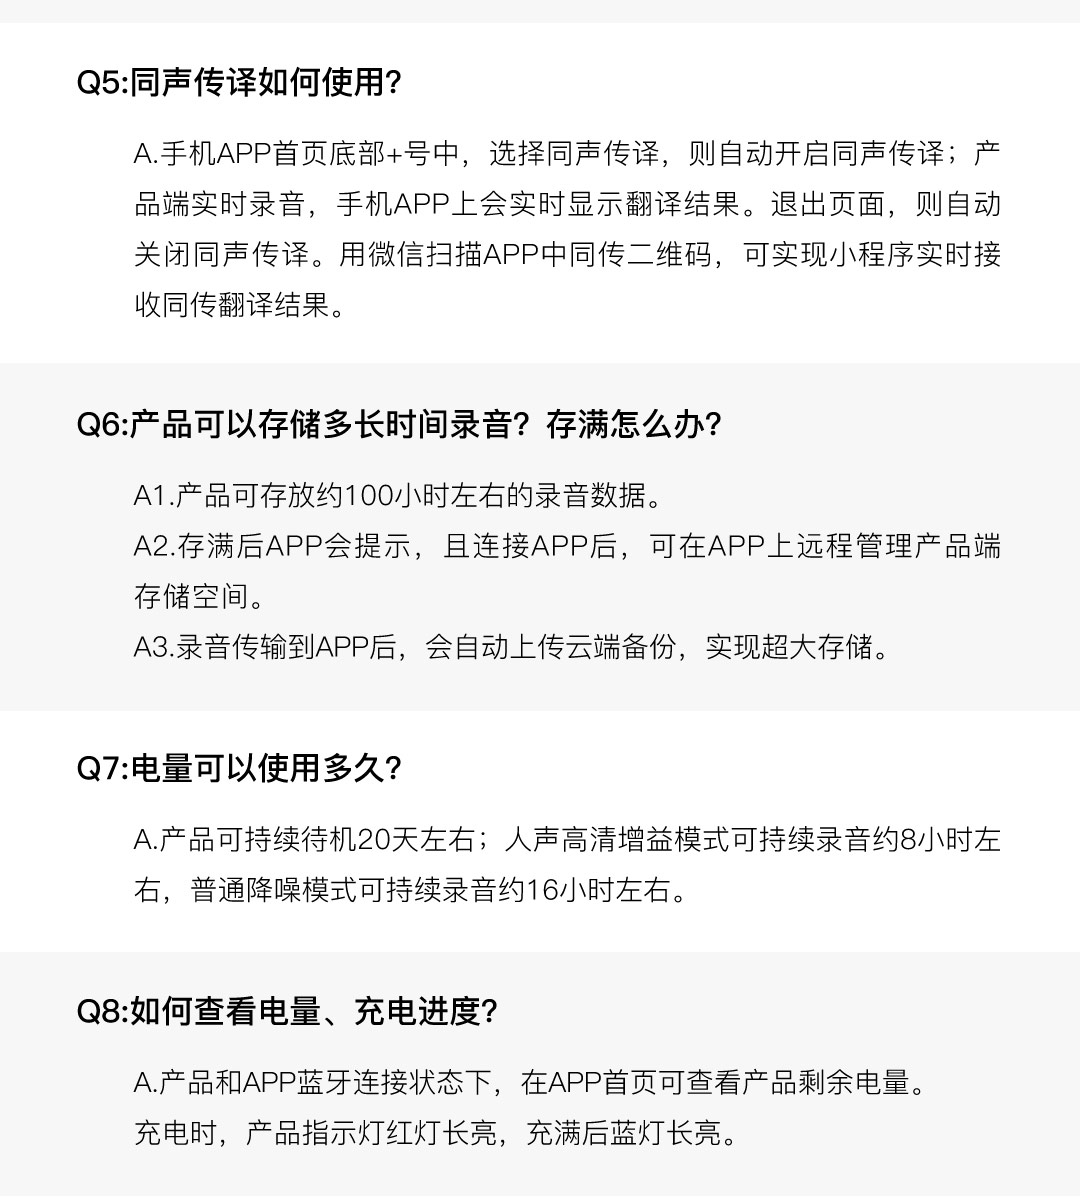 Q5:同声传译如何使用?
A.手机APP首页底部+号中，选择同声传译，则自动开启同声传译；产
品端实时录音，手机APP上会实时显示翻译结果。退出页面，则自动
关闭同声传译。用微信扫描APP中同传二维码，可实现小程序实时接
收同传翻译结果。
Q6:产品可以存储多长时间录音？存满怎么办?
A1.产品可存放约100小时左右的录音数据。
A2.存满后APP会提示，且连接APP后，可在APP上远程管理产品端
存储空间。
A3.录音传输到APP后，会自动上传云端备份，实现超大存储。
Q7:电量可以使用多久?
A.产品可持续待机20天左右；人声高清增益模式可持续录音约8小时左
右，普通降噪模式可持续录音约16小时左右。
Q8:如何查看电量、充电进度?
A.产品和APP蓝牙连接状态下，在APP首页可查看产品剩余电量。
充电时，产品指示灯红灯长亮，充满后蓝灯长亮。